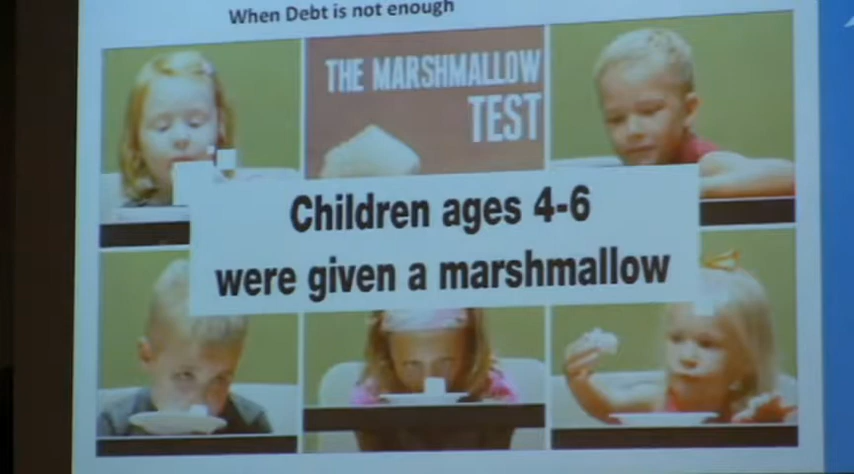 When Debt is not enough
THE MARSHMALLOW
TEST
Children ages 4-6
were given a marshmallow